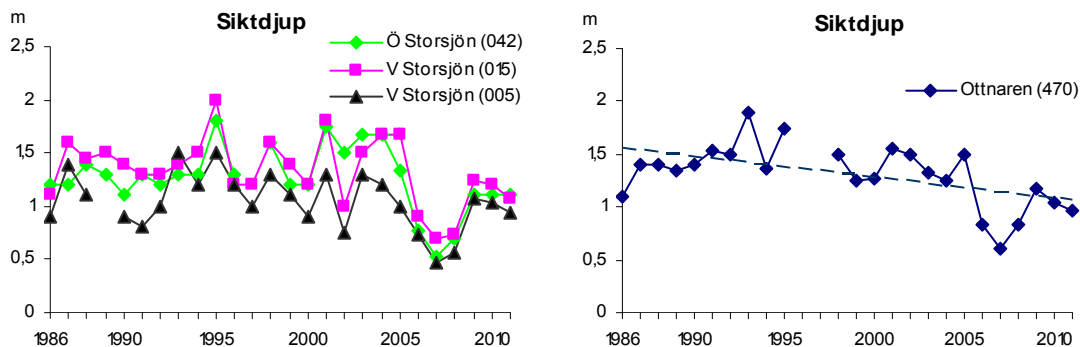 m
Siktdjup
2,5
2
1,5
1
0,5
0
1986 1990 1995 2000 2005 2010
Ö Storsjön (042)
V Storsjön (015)
V Storsjön (005)
m
Siktdjup
2,5
2
1,5
1
0,5
0
1986 1990 1995 2000 2005 2010
Ottnaren (470)